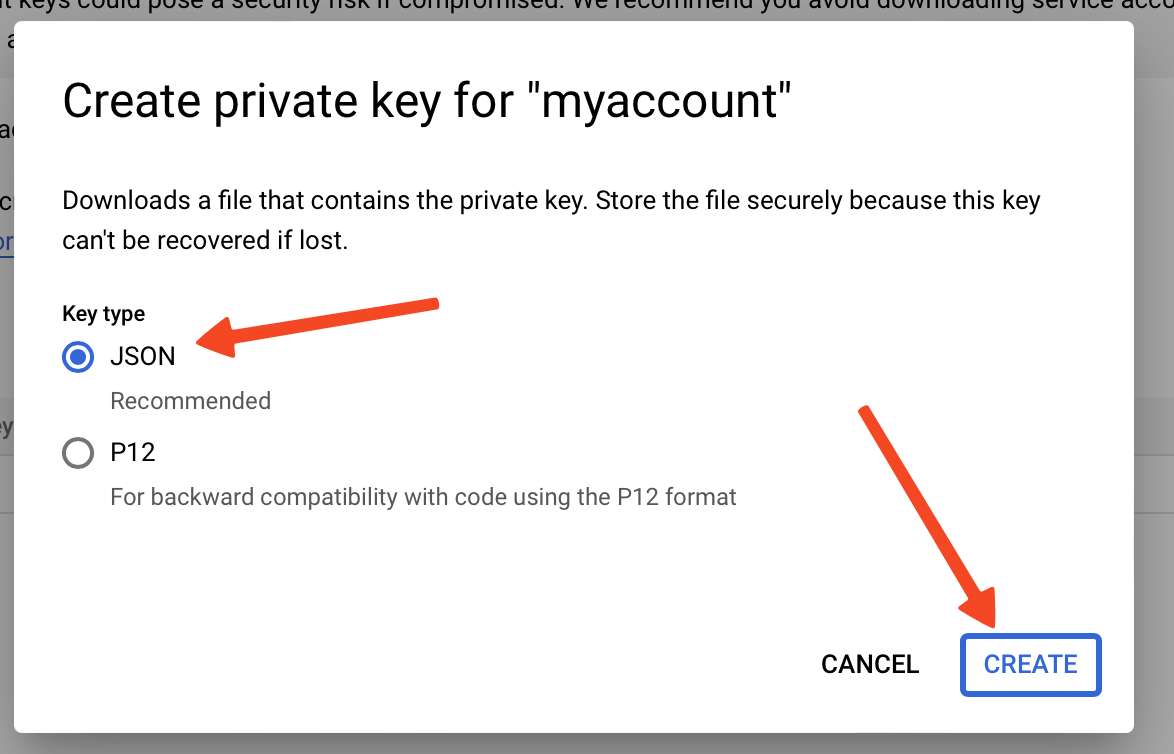 keys could pose a security risk if compromised. We recommend you avoid downloading service
Create private key for "myaccount"
Downloads a file that contains the private key. Store the file securely because this key
can't be recovered if lost.
Key type
JSON
Recommended
P12
For backward compatibility with code using the P12 format
CANCEL
CREATE